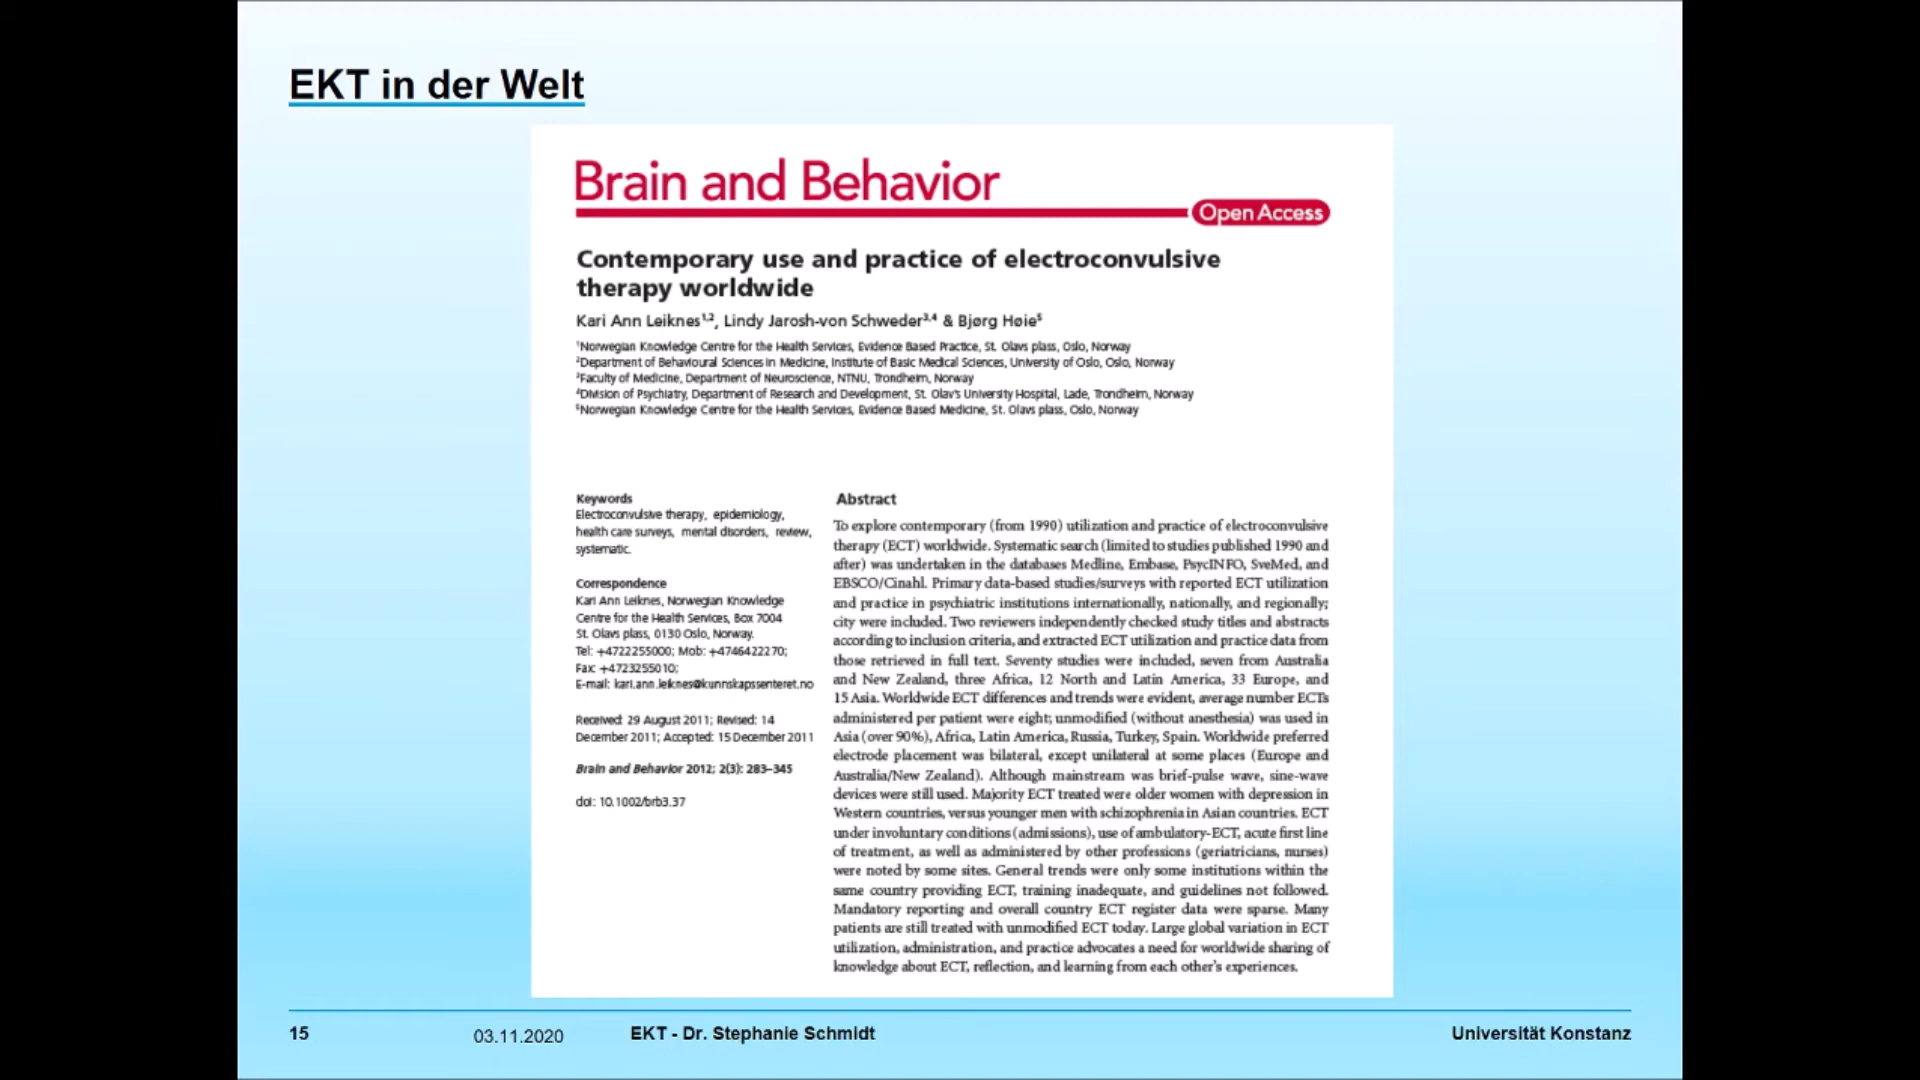 EKT in der Welt
Brain and Behavior
Open Access
Contemporary use and practice of electroconvulsive
therapy worldwide
Kari Ann Leiknes1,2, Lindy Jarosh-von Schweder3,4 & Bjørg Høie5
1Norwegian Knowledge Centre for the Health Services, Evidence Based Practice, St. Olavs plass, Oslo, Norway
2Department of Behavioural Sciences in Medicine, Institute of Basic Medical Sciences, University of Oslo, Oslo, Norway
3Faculty of Medicine, Department of Neuroscience, NTNU, Trondheim, Norway
4Division of Psychiatry, Department of Research and Development, St. Olav's University Hospital, Lade, Trondheim, Norway
5Norwegian Knowledge Centre for the Health Services, Evidence Based Medicine, St. Olavs plass, Oslo, Norway
Keywords
Electroconvulsive therapy, epidemiology,
health care surveys, mental disorders, review,
systematic.
Correspondence
Kari Ann Leiknes, Norwegian Knowledge
Centre for the Health Services, Box 7004
St. Olavs plass, 0130 Oslo, Norway.
Tel: +4722255000; Mob: +4746422270;
Fax: +4723255010;
E-mail: kari.ann.leiknes@kunnskapssenteret.no
Received: 29 August 2011; Revised: 14
December 2011; Accepted: 15 December 2011
Brain and Behavior 2012; 2(3): 283–345
doi: 10.1002/brb3.37
Abstract
To explore contemporary (from 1990) utilization and practice of electroconvulsive
therapy (ECT) worldwide. Systematic search (limited to studies published 1990 and
after) was undertaken in the databases Medline, Embase, PsycINFO, SveMed, and
EBSCO/Cinahl. Primary data-based studies/surveys with reported ECT utilization
and practice in psychiatric institutions internationally, nationally, and regionally;
city were included. Two reviewers independently checked study titles and abstracts
according to inclusion criteria, and extracted ECT utilization and practice data from
those retrieved in full text. Seventy studies were included, seven from Australia
and New Zealand, three Africa, 12 North and Latin America, 33 Europe, and
15 Asia. Worldwide ECT differences and trends were evident, average number ECTs
administered per patient were eight; unmodified (without anesthesia) was used in
Asia (over 90%), Africa, Latin America, Russia, Turkey, Spain. Worldwide preferred
electrode placement was bilateral, except unilateral at some places (Europe and
Australia/New Zealand). Although mainstream was brief-pulse wave, sine-wave
devices were still used. Majority ECT treated were older women with depression in
Western countries, versus younger men with schizophrenia in Asian countries. ECT
under involuntary conditions (admissions), use of ambulatory-ECT, acute first line
of treatment, as well as administered by other professions (geriatricians, nurses)
were noted by some sites. General trends were only some institutions within the
same country providing ECT, training inadequate, and guidelines not followed.
Mandatory reporting and overall country ECT register data were sparse. Many
patients are still treated with unmodified ECT today. Large global variation in ECT
utilization, administration, and practice advocates a need for worldwide sharing of
knowledge about ECT, reflection, and learning from each other's experiences.
15
03.11.2020
EKT - Dr. Stephanie Schmidt
Universität Konstanz